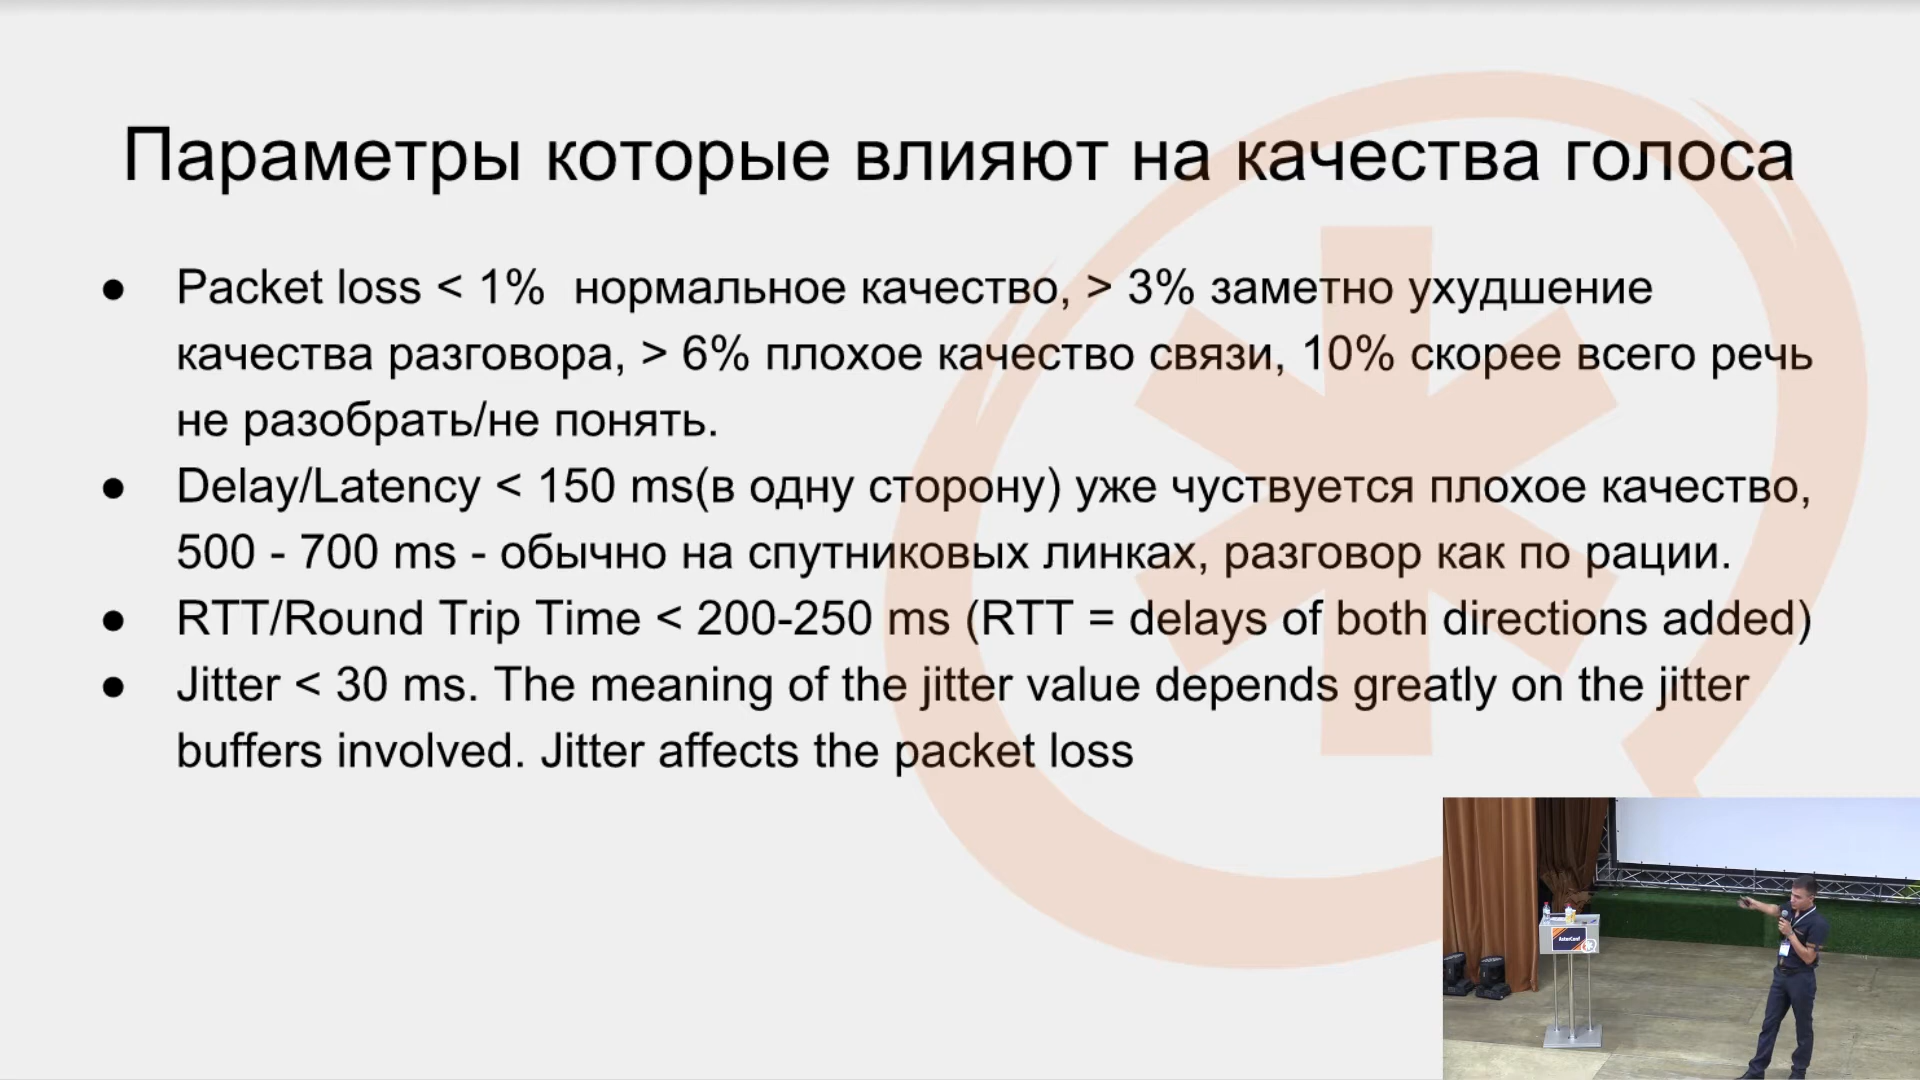 Параметры которые влияют на качества голоса
● Packet loss < 1%  нормальное качество, > 3% заметно ухудшение
качества разговора, > 6% плохое качество связи, 10% скорее всего речь
не разобрать/не понять.
● Delay/Latency < 150 ms(в одну сторону) уже чуствуется плохое качество,
500 - 700 ms - обычно на спутниковых линках, разговор как по рации.
● RTT/Round Trip Time < 200-250 ms (RTT = delays of both directions added)
● Jitter < 30 ms. The meaning of the jitter value depends greatly on the jitter
buffers involved. Jitter affects the packet loss
AsterConf